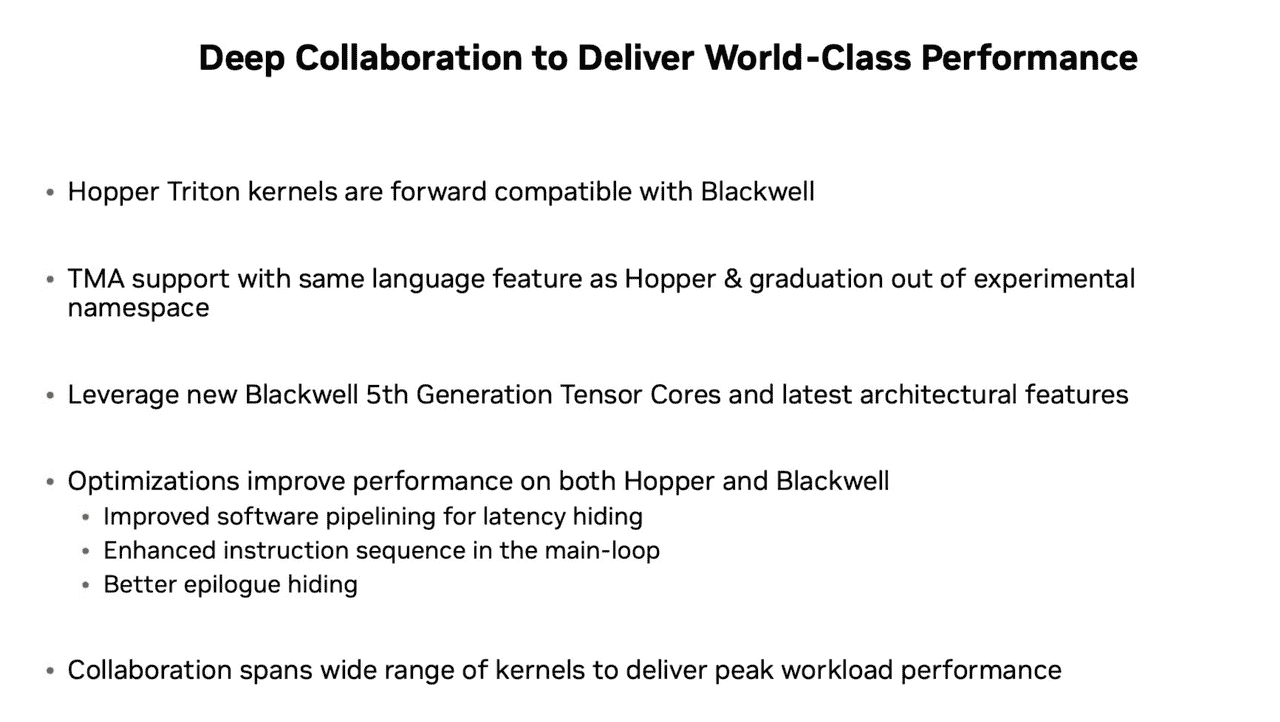 Deep Collaboration to Deliver World-Class Performance
• Hopper Triton kernels are forward compatible with Blackwell
• TMA support with same language feature as Hopper & graduation out of experimental
namespace
• Leverage new Blackwell 5th Generation Tensor Cores and latest architectural features
• Optimizations improve performance on both Hopper and Blackwell
• Improved software pipelining for latency hiding
• Enhanced instruction sequence in the main-loop
• Better epilogue hiding
• Collaboration spans wide range of kernels to deliver peak workload performance